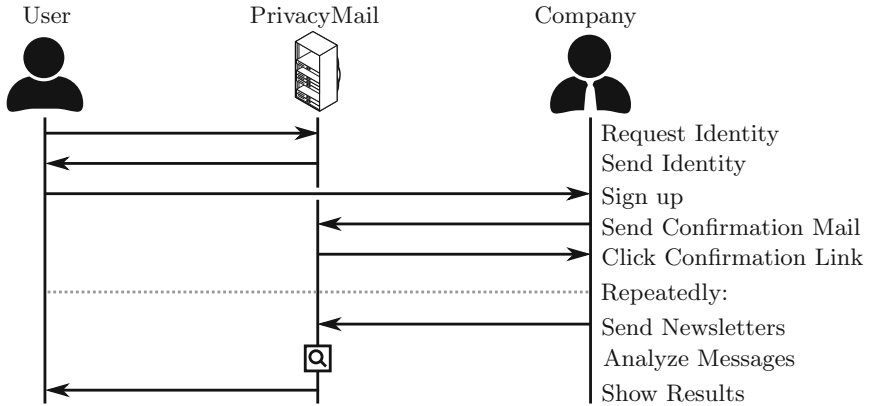 User PrivacyMail Company
Request Identity
Send Identity
Sign up
Send Confirmation Mail
Click Confirmation Link
Repeatedly:
Send Newsletters
Analyze Messages
Show Results